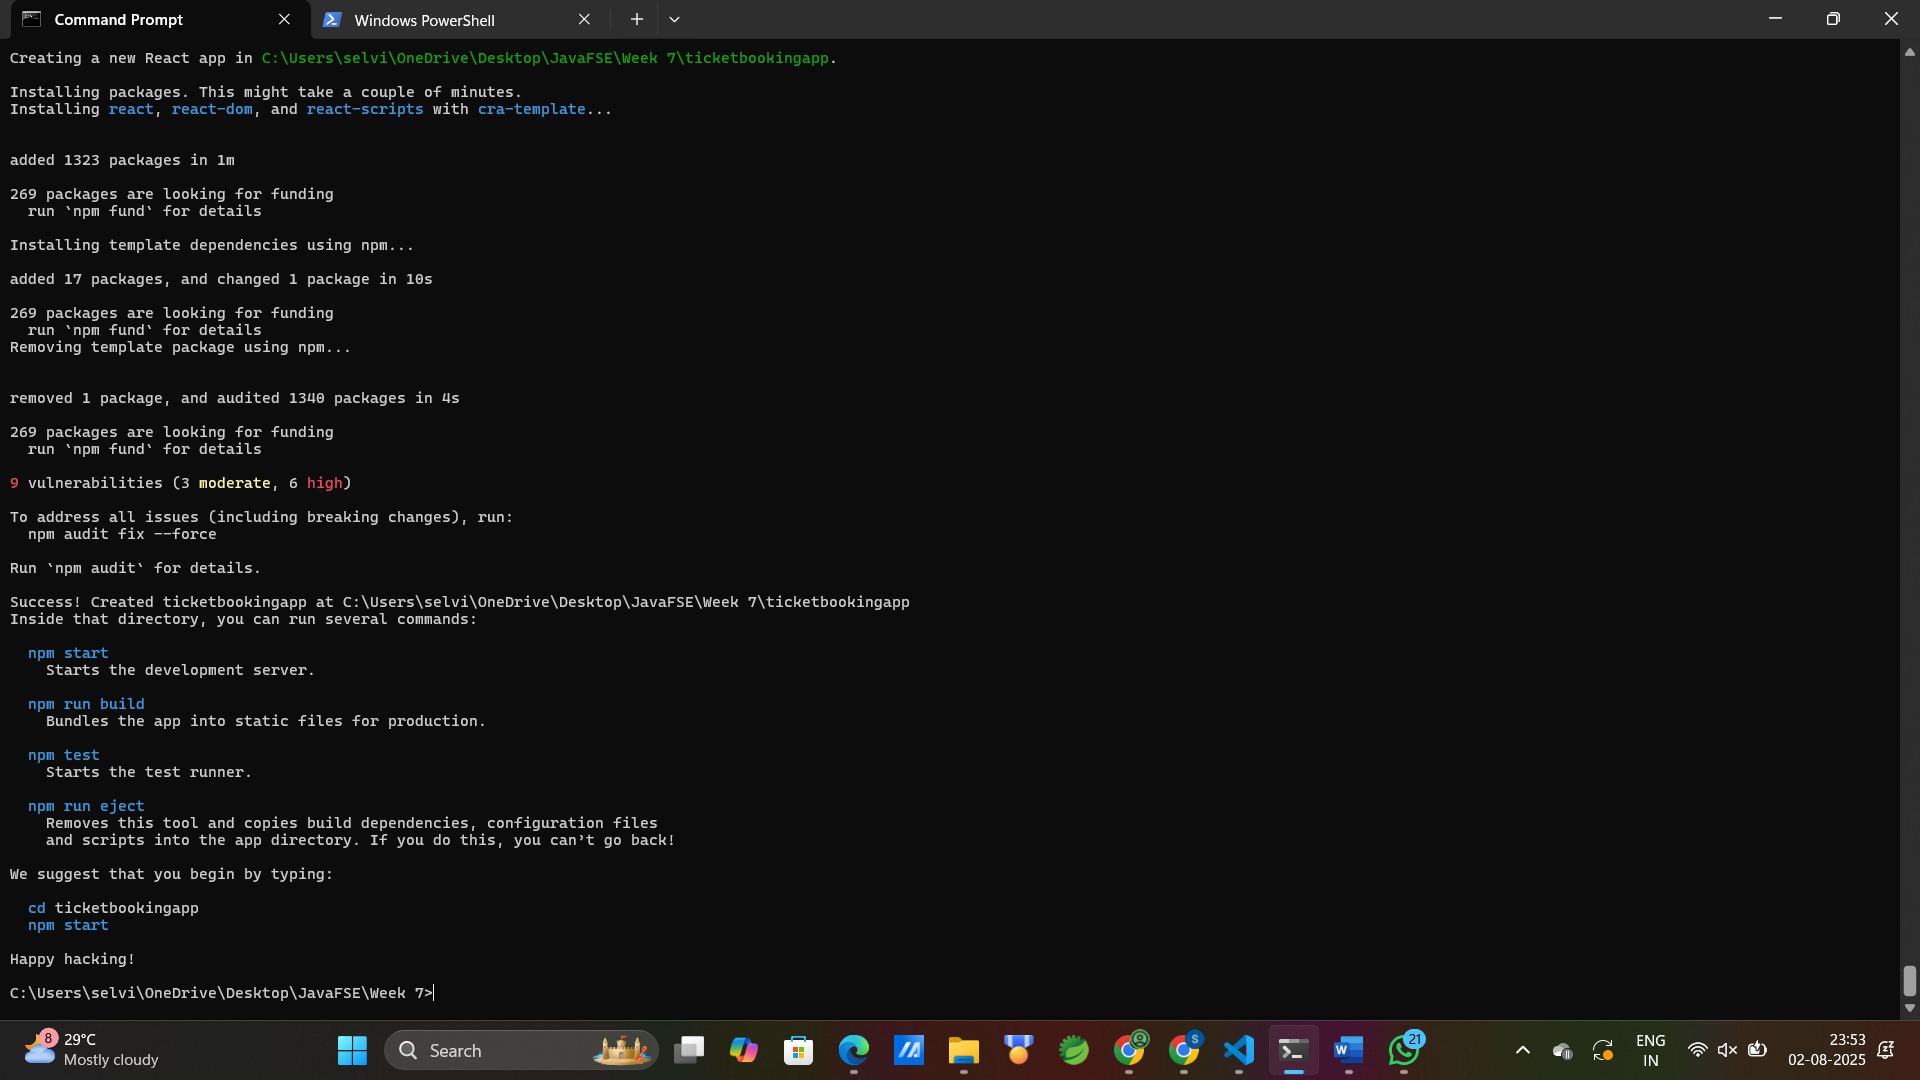 Command Prompt
Windows PowerShell
Creating a new React app in C:\Users\selvi\OneDrive\Desktop\JavaFSE\Week 7\ticketbookingapp.
Installing packages. This might take a couple of minutes.
Installing react, react-dom, and react-scripts with cra-template...
added 1323 packages in 1m
269 packages are looking for funding
run `npm fund` for details
Installing template dependencies using npm...
added 17 packages, and changed 1 package in 10s
269 packages are looking for funding
run `npm fund` for details
Removing template package using npm...
removed 1 package, and audited 1340 packages in 4s
269 packages are looking for funding
run `npm fund` for details
9 vulnerabilities (3 moderate, 6 high)
To address all issues (including breaking changes), run:
npm audit fix --force
Run `npm audit` for details.
Success! Created ticketbookingapp at C:\Users\selvi\OneDrive\Desktop\JavaFSE\Week 7\ticketbookingapp
Inside that directory, you can run several commands:
npm start
Starts the development server.
npm run build
Bundles the app into static files for production.
npm test
Starts the test runner.
npm run eject
Removes this tool and copies build dependencies, configuration files
and scripts into the app directory. If you do this, you can’t go back!
We suggest that you begin by typing:
cd ticketbookingapp
npm start
Happy hacking!
C:\Users\selvi\OneDrive\Desktop\JavaFSE\Week 7>
8
29°C
Mostly cloudy
Search
S
W
21
ENG
IN
23:53
02-08-2025